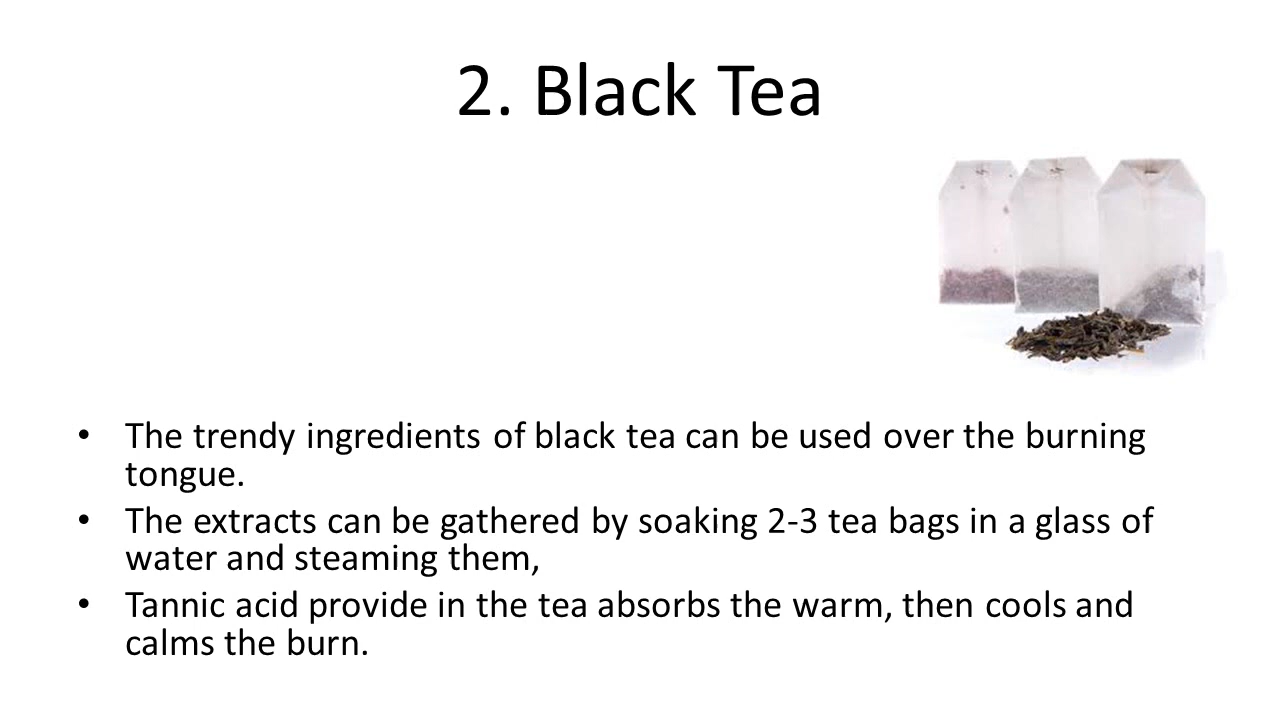 2. Black Tea
• The trendy ingredients of black tea can be used over the burning
tongue.
• The extracts can be gathered by soaking 2-3 tea bags in a glass of
water and steaming them,
• Tannic acid provide in the tea absorbs the warm, then cools and
calms the burn.